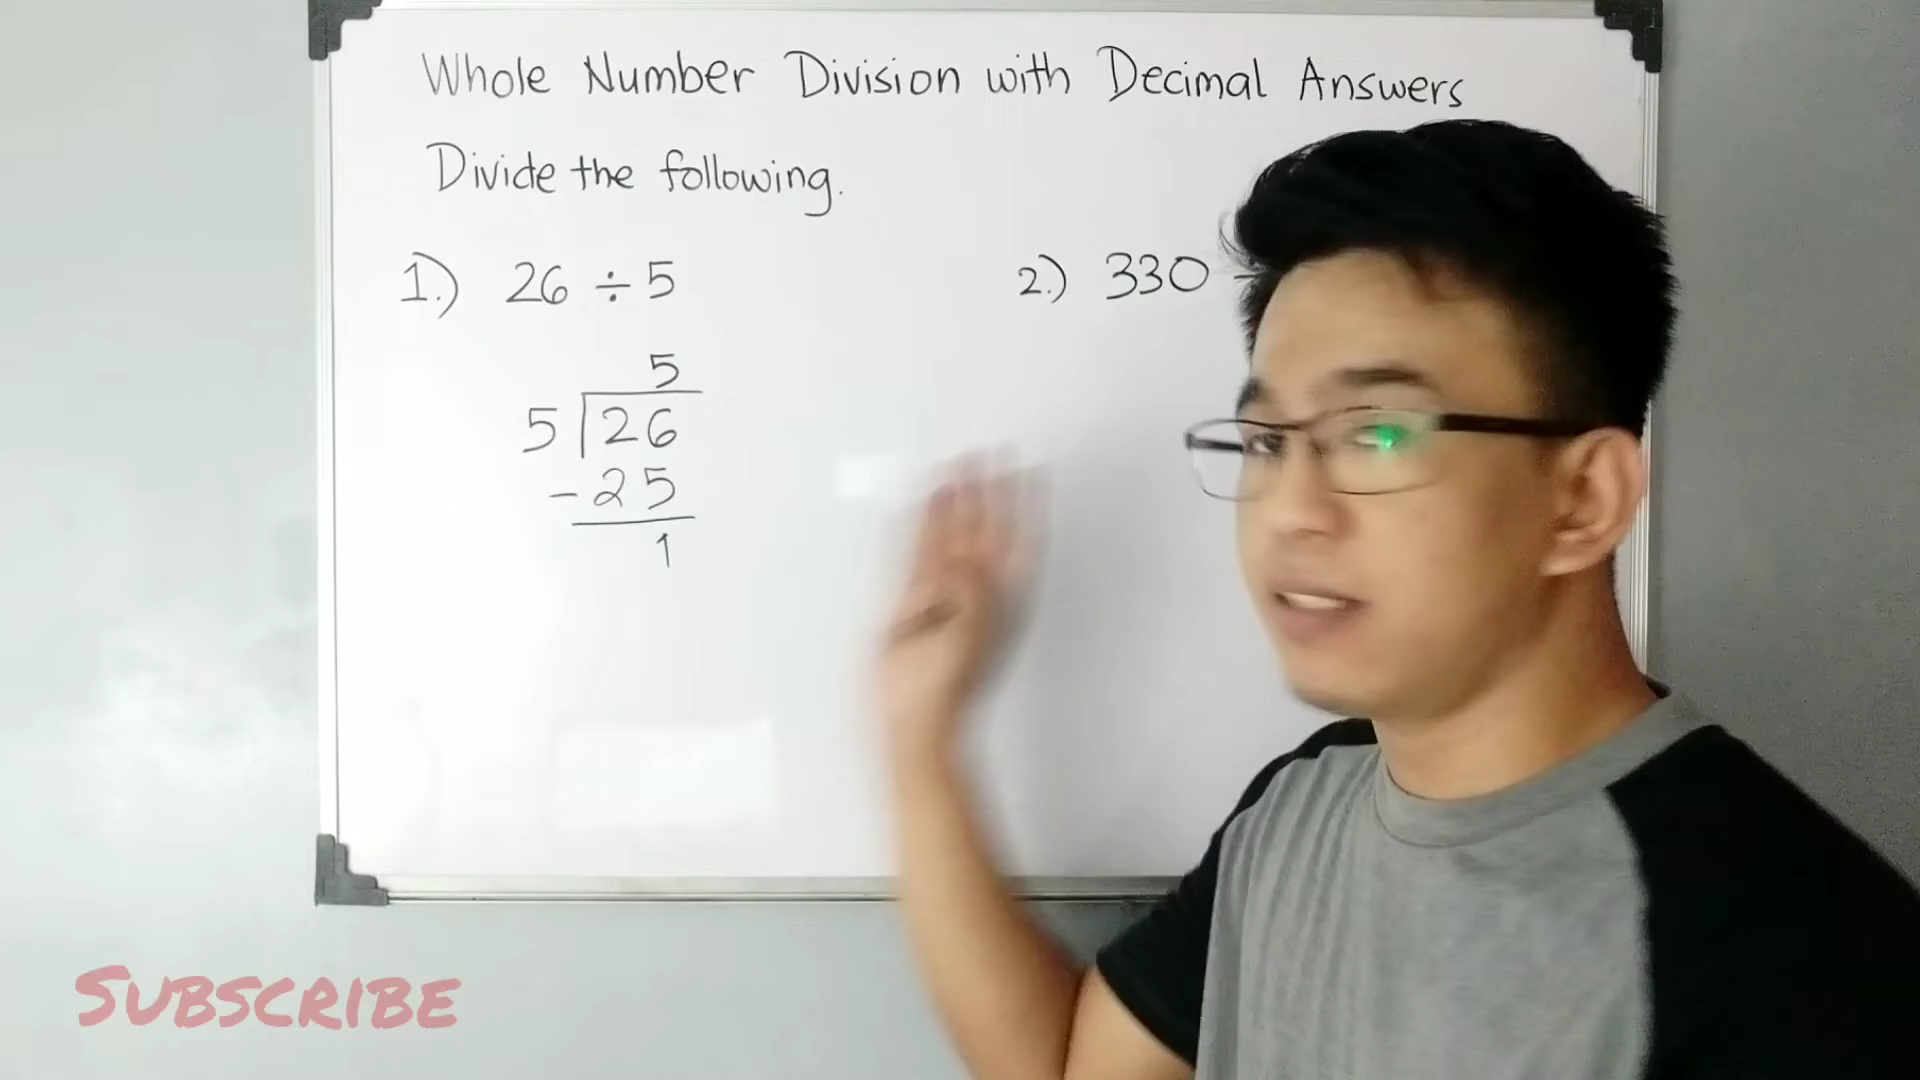 Whole Number Division with Decimal Answers
Divide the following.
1.) 26 ÷ 5
5
5 26
- 25
1
2.) 330 ÷
SUBSCRIBE